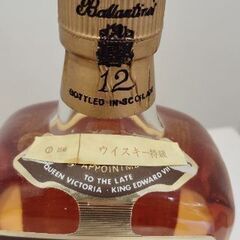 Ballantine's
12
BOTTLED IN SCOTLAND
ウイスキー特級
APPOINTME
TO THE LATE
QUEEN VICTORIA · KING EDWARD VII